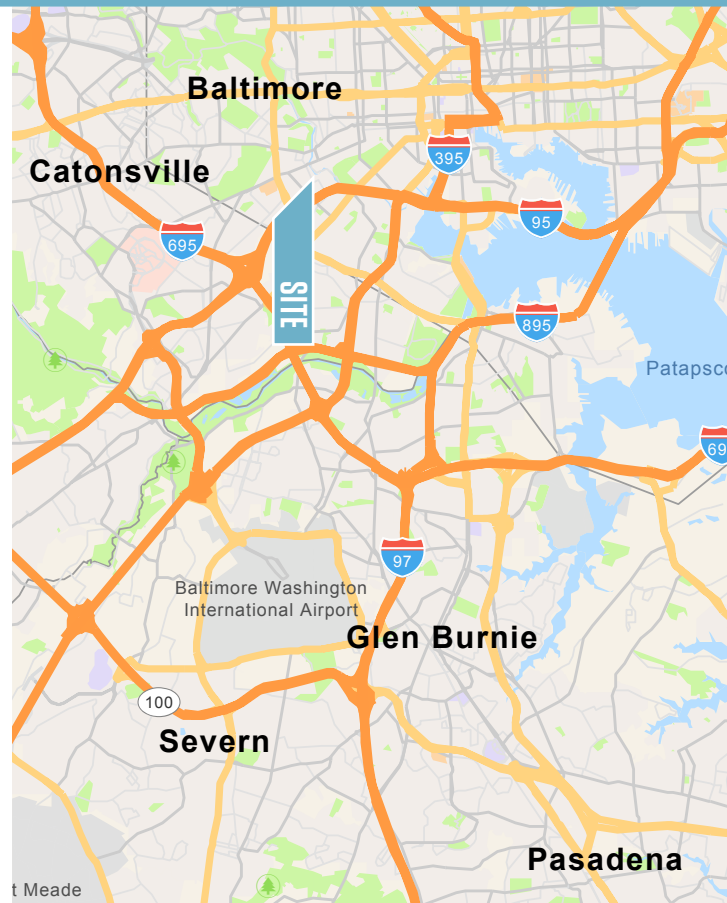 Baltimore
395
Catonsville
95
695
SITE
895
Patapsco
69
97
Baltimore Washington
International Airport
Glen Burnie
100
Severn
Pasadena
t Meade